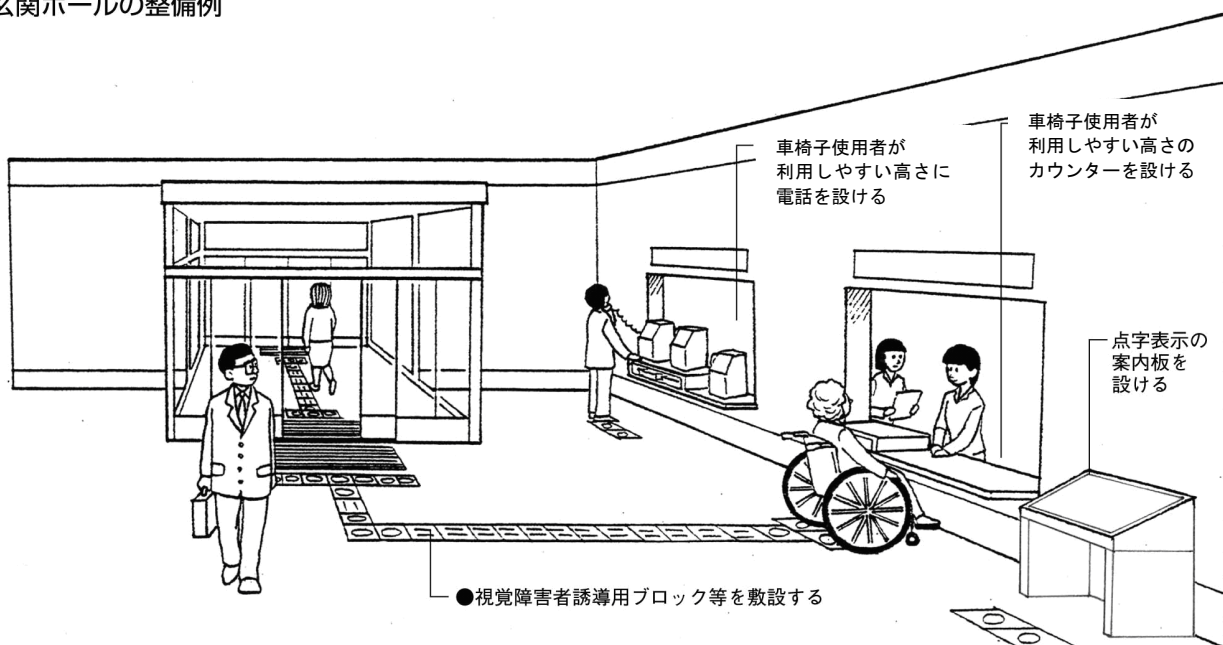 玄関ホールの整備例
車椅子使用者が
利用しやすい高さに
電話を設ける
車椅子使用者が
利用しやすい高さの
カウンターを設ける
点字表示の
案内板を
設ける
●視覚障害者誘導用ブロック等を敷設する